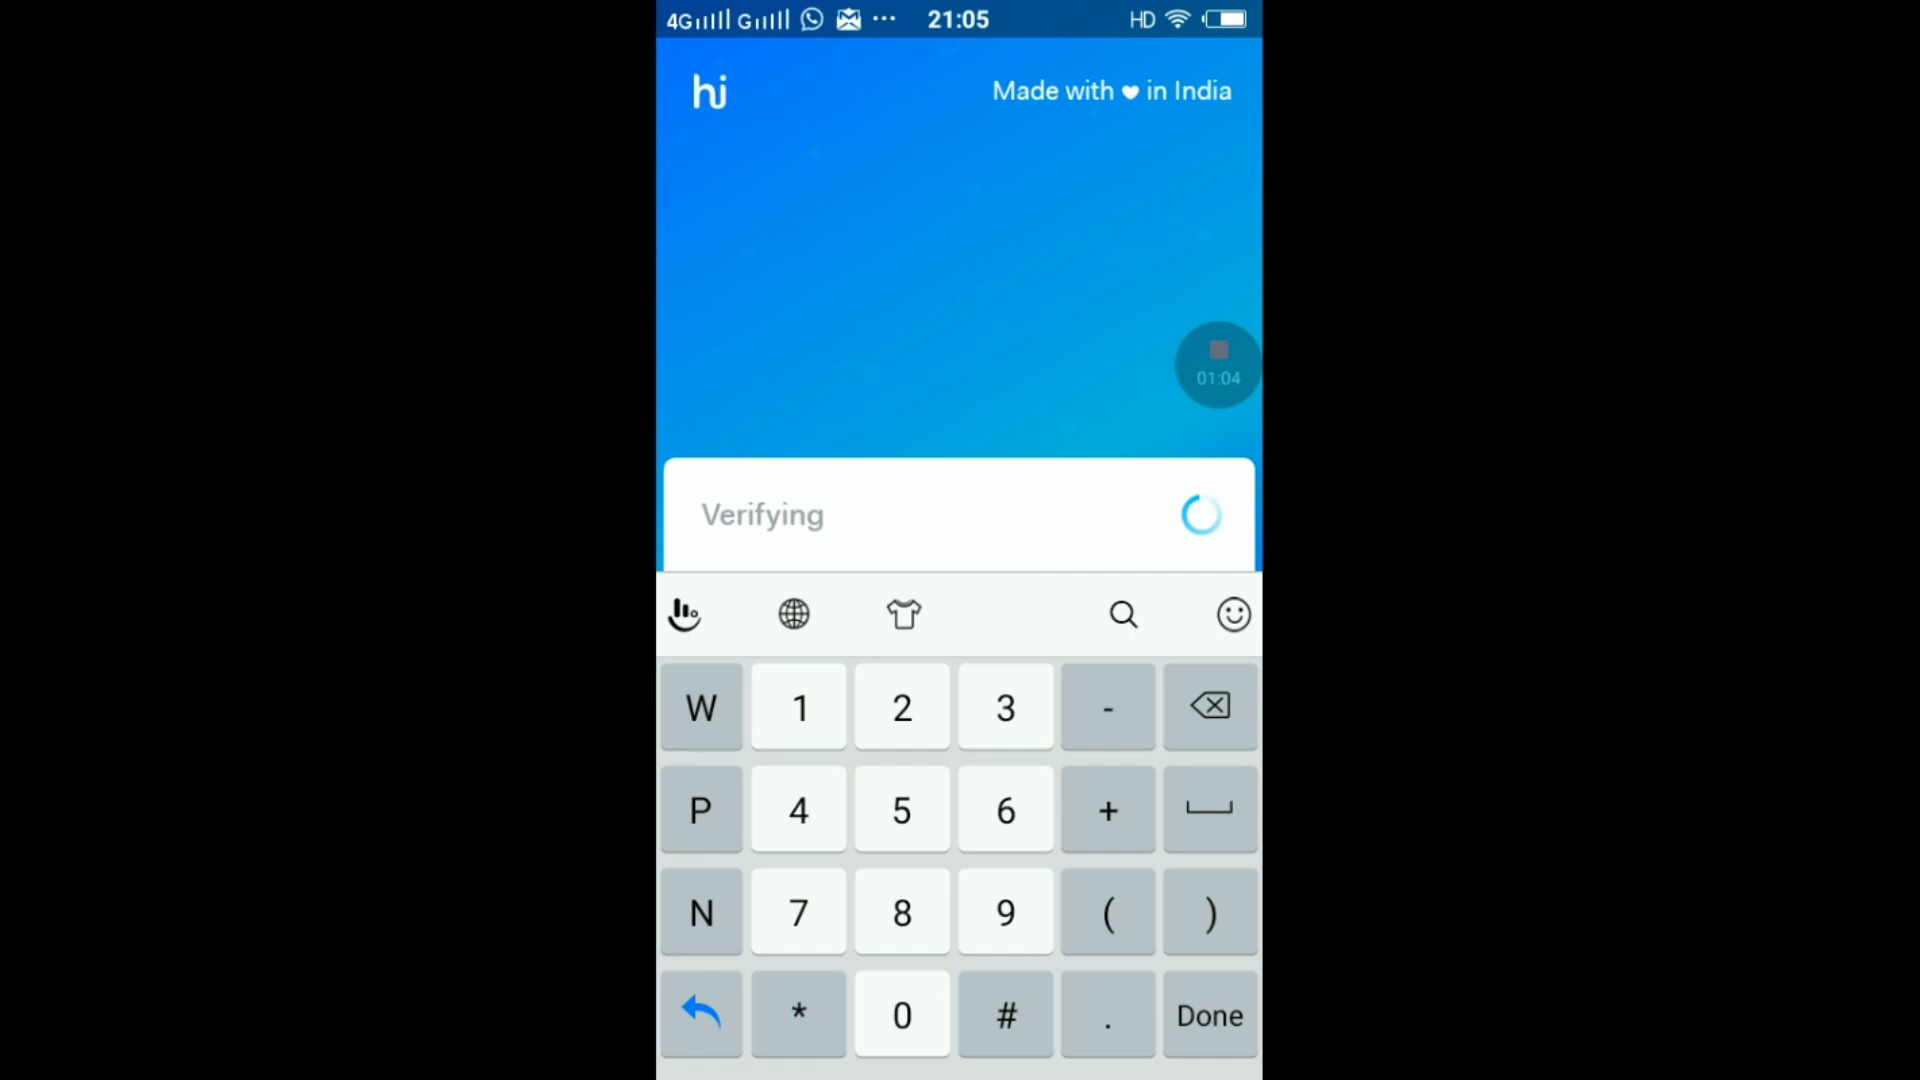 4G G 21:05 HD
hi Made with in India
01:04
Verifying
W 1 2 3 -
P 4 5 6 +
N 7 8 9 ( )
* 0 # . Done